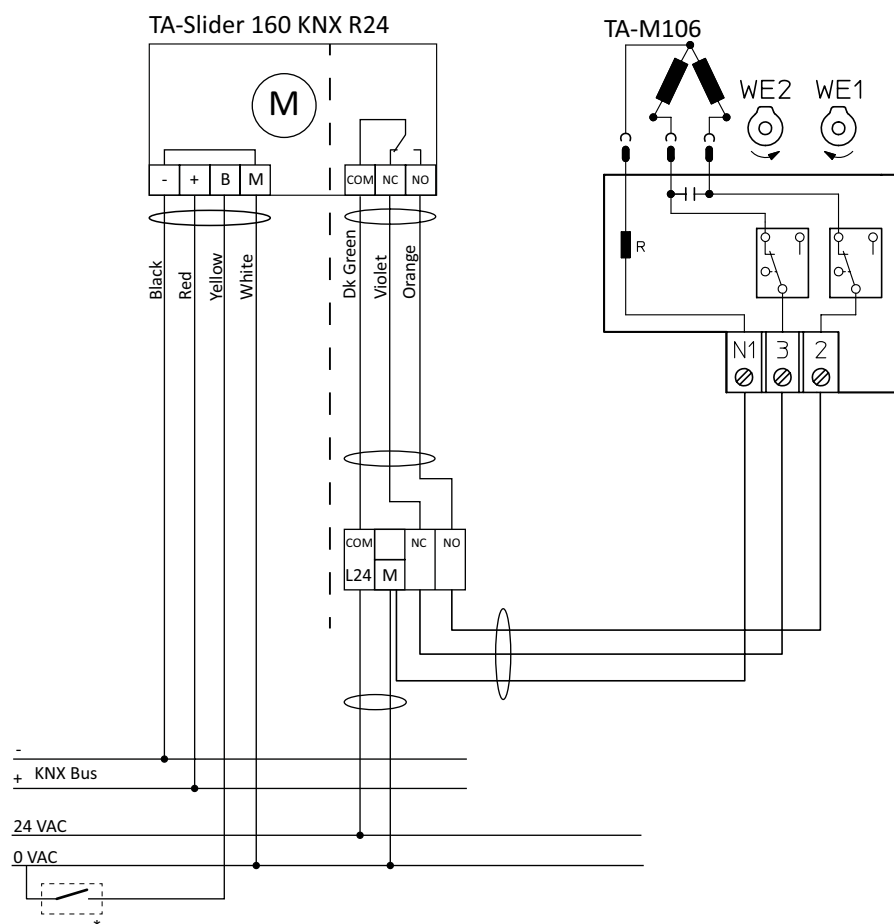 TA-Slider 160 KNX R24
TA-M106
M
WE2 WE1
- + B M
COM NC NO
R
Black
Red
Yellow
White
Dk Green
Violet
Orange
N1 3 2
COM NC NO
L24 M
-
+ KNX Bus
24 VAC
0 VAC
*